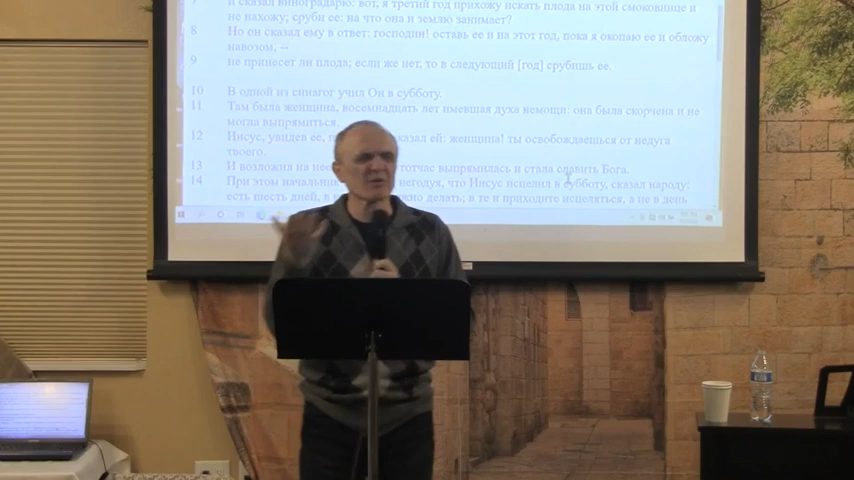 7 и сказал виноградарю: вот, я третий год прихожу искать плода на этой смоковнице и
не нахожу; сруби ее: на что она и землю занимает?
8 Но он сказал ему в ответ: господин! оставь ее и на этот год, пока я окопаю ее и обложу
навозом, --
9 не принесет ли плода; если же нет, то в следующий [год] срубишь ее.
10 В одной из синагог учил Он в субботу.
11 Там была женщина, восемнадцать лет имевшая духа немощи: она была скорчена и не
могла выпрямиться.
12 Иисус, увидев ее, сказал ей: женщина! ты освобождаешься от недуга
твоего.
13 И возложил на тотчас выпрямилась и стала славить Бога.
14 При этом начальник негодуя, что Иисус исцелил в субботу, сказал народу:
есть шесть дней, в делать; в те и приходите исцеляться, а не в день